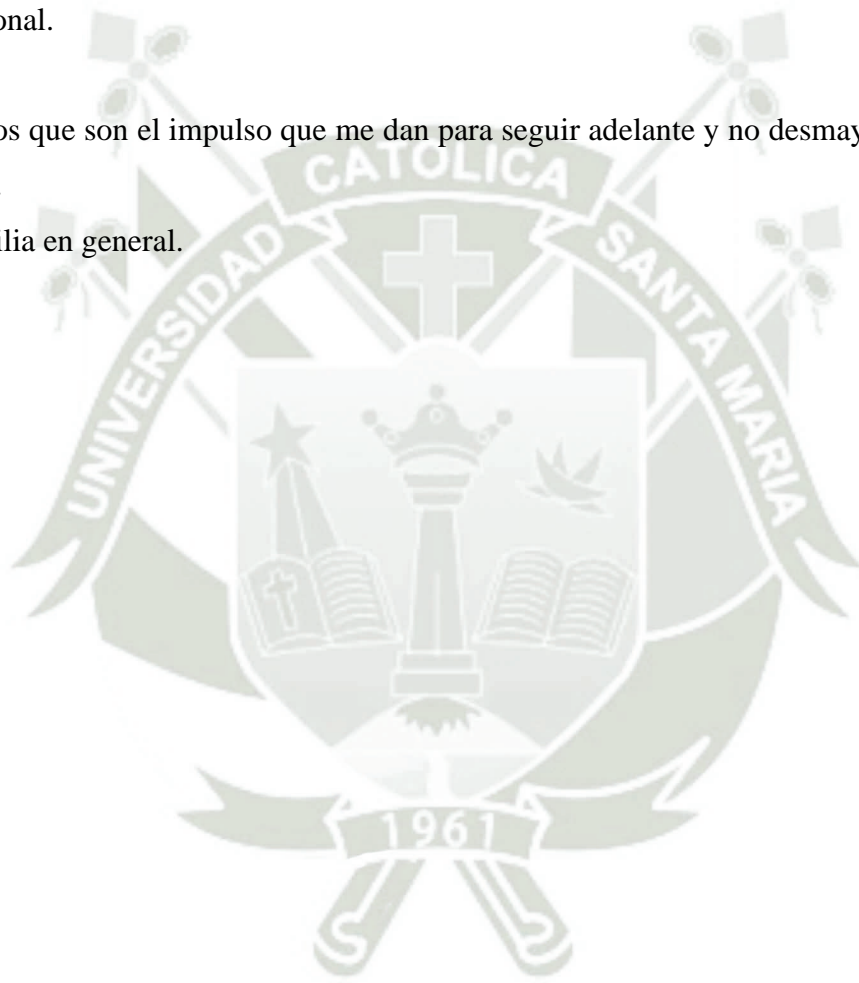 onal.
os que son el impulso que me dan para seguir adelante y no desmay
ilia en general.
CATOLICA
UNIVERSIDAD
SANTA MARIA
1961